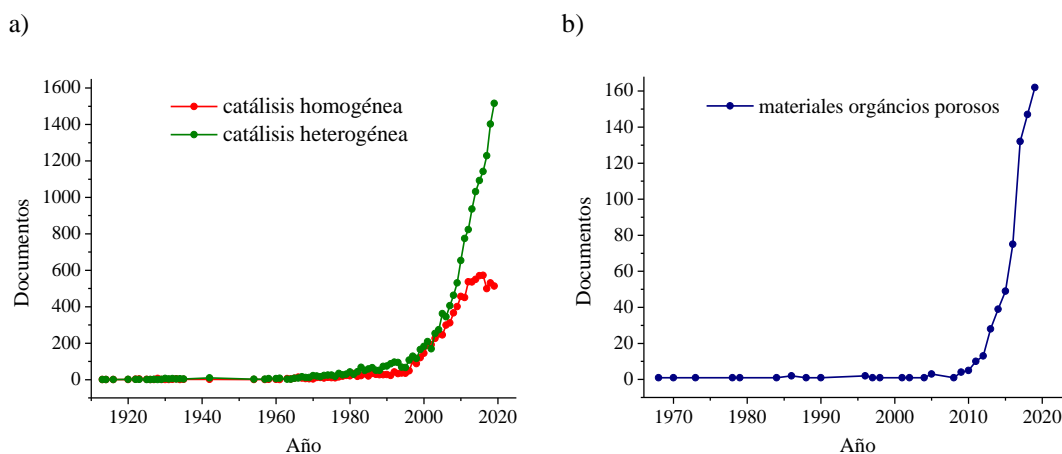 a)
1600
1400
1200
1000
800
600
400
200
0
Documentos
catálisis homogénea
catálisis heterogénea
1920 1940 1960 1980 2000 2020
Año
b)
160
140
120
100
80
60
40
20
0
Documentos
materiales orgáncios porosos
1970 1980 1990 2000 2010 2020
Año